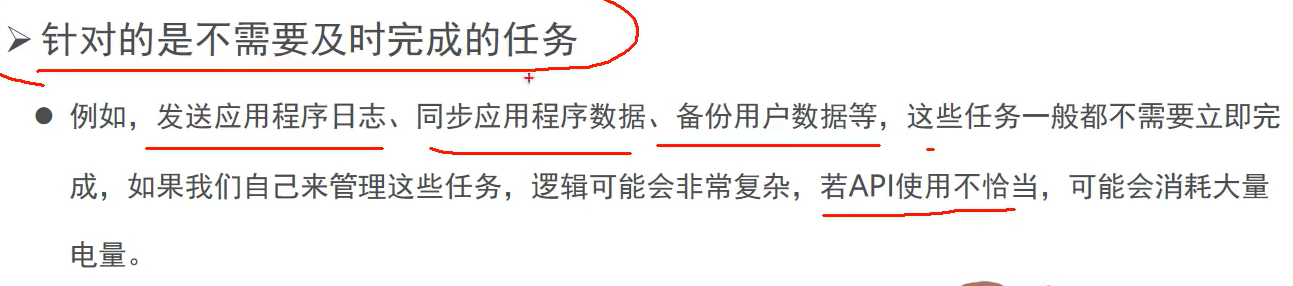 ➢ 针对的是不需要及时完成的任务
● 例如，发送应用程序日志、同步应用程序数据、备份用户数据等，这些任务一般都不需要立即完
成，如果我们自己来管理这些任务，逻辑可能会非常复杂，若API使用不恰当，可能会消耗大量
电量。